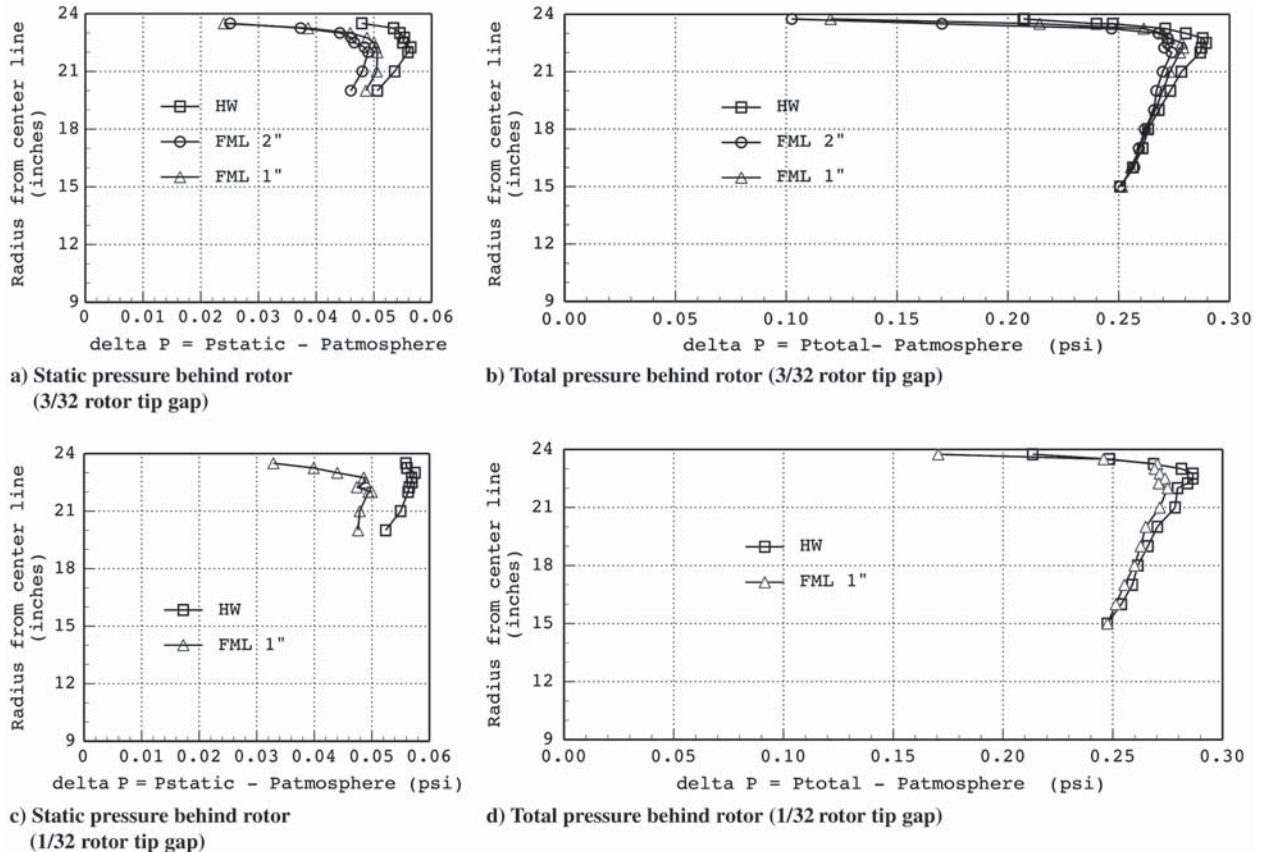 24
21
18
15
12
9
Radius from center line
(inches)
HW
FML 2"
FML 1"
0 0.01 0.02 0.03 0.04 0.05 0.06
delta P = Pstatic - Patmosphere
a) Static pressure behind rotor
(3/32 rotor tip gap)
24
21
18
15
12
9
Radius from center line
(inches)
HW
FML 2"
FML 1"
0.00 0.10 0.15 0.20 0.25 0.30
delta P = Ptotal- Patmosphere (psi)
b) Total pressure behind rotor (3/32 rotor tip gap)
24
21
18
15
12
9
Radius from center line
(inches)
HW
FML 1"
0 0.01 0.02 0.03 0.04 0.05 0.06
delta P = Pstatic - Patmosphere (psi)
c) Static pressure behind rotor
(1/32 rotor tip gap)
24
21
18
15
12
9
Radius from center line
(inches)
HW
FML 1"
0.00 0.10 0.15 0.20 0.25 0.30
delta P = Ptotal - Patmosphere (psi)
d) Total pressure behind rotor (1/32 rotor tip gap)